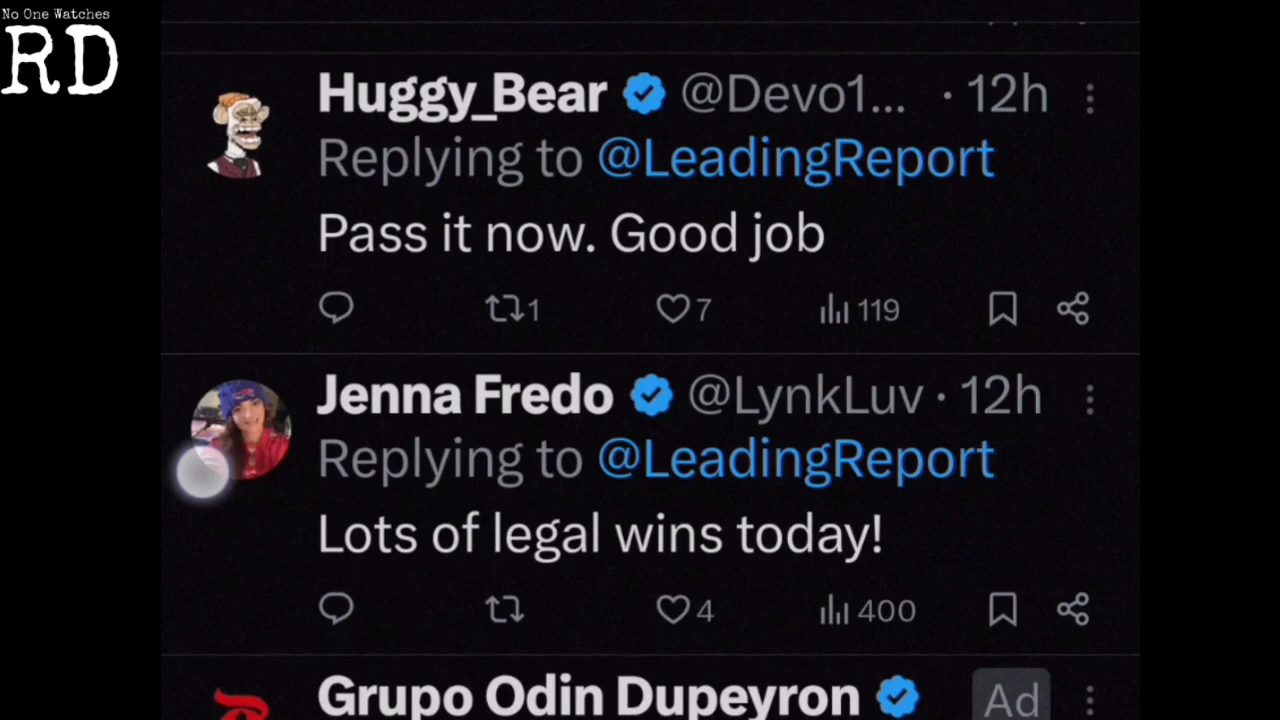 No One Watches
RD
Huggy_Bear @Devo1... · 12h
Replying to @LeadingReport
Pass it now. Good job
1 7 119
Jenna Fredo @LynkLuv · 12h
Replying to @LeadingReport
Lots of legal wins today!
4 400
Grupo Odin Dupeyron Ad